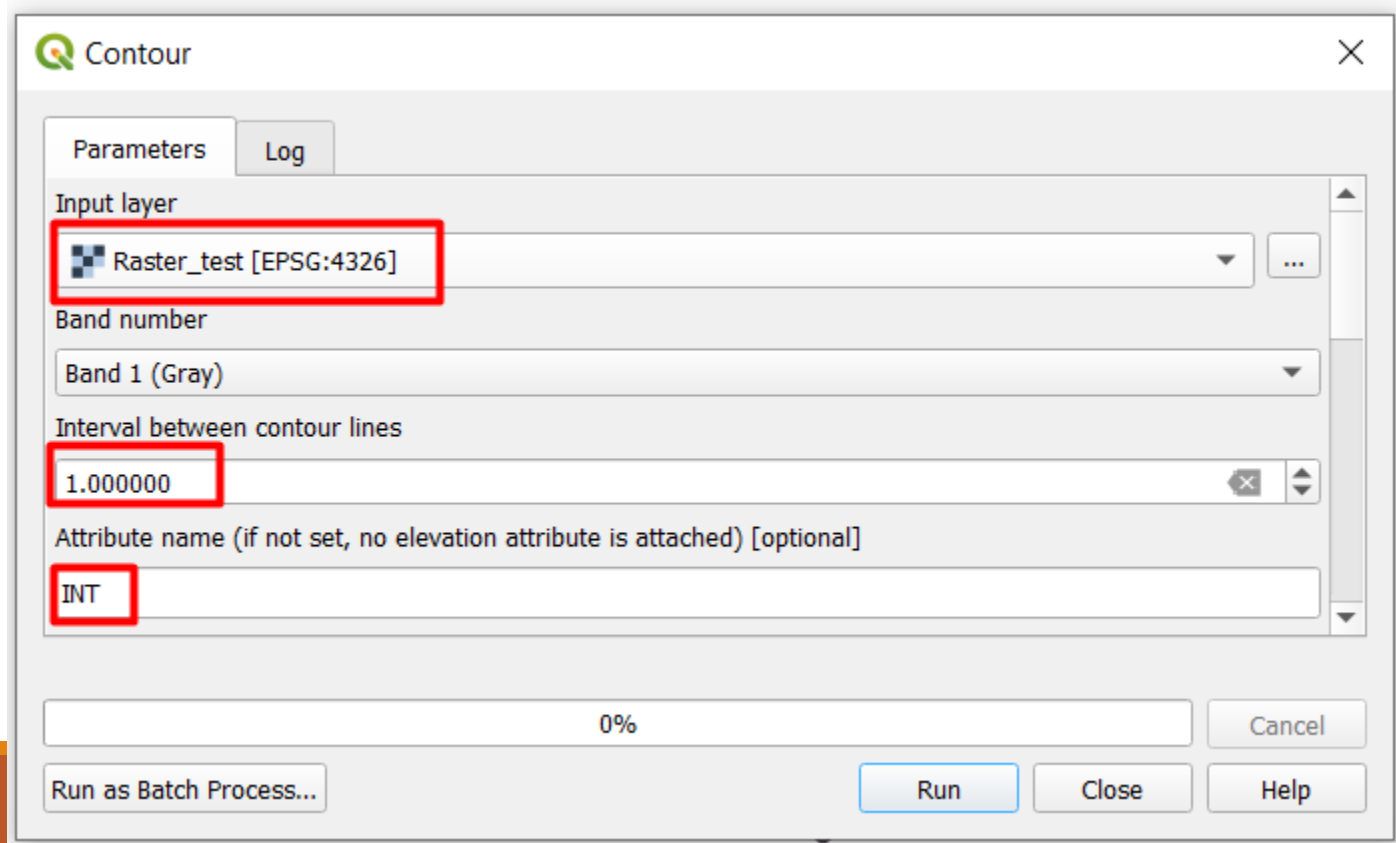 Contour
Parameters
Log
Input layer
Raster_test [EPSG:4326]
...
Band number
Band 1 (Gray)
Interval between contour lines
1.000000
Attribute name (if not set, no elevation attribute is attached) [optional]
INT
0%
Cancel
Run as Batch Process...
Run
Close
Help